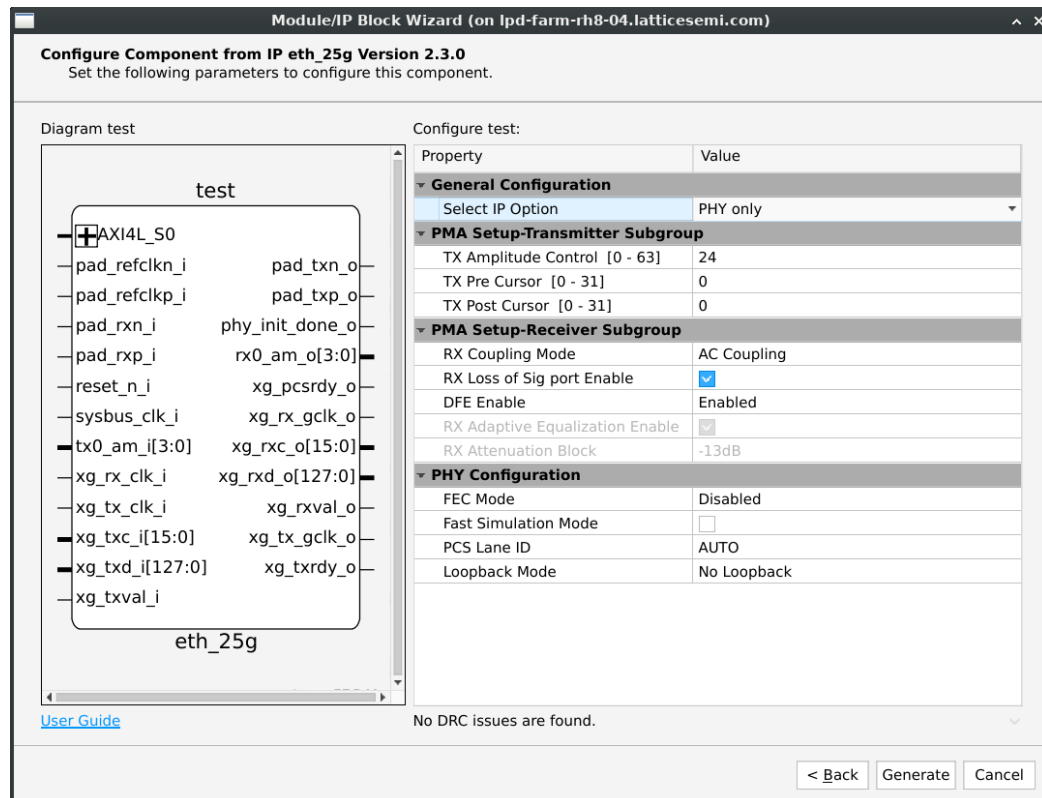 Module/IP Block Wizard (on lpd-farm-rh8-04.latticesemi.com)
Configure Component from IP eth_25g Version 2.3.0
Set the following parameters to configure this component.
Diagram test
test
AXI4L_S0
pad_refclkn_i pad_txn_o
pad_refclkp_i pad_txp_o
pad_rxn_i phy_init_done_o
pad_rxp_i rx0_am_o[3:0]
reset_n_i xg_pcsrdy_o
sysbus_clk_i xg_rx_gclk_o
tx0_am_i[3:0] xg_rxc_o[15:0]
xg_rx_clk_i xg_rxd_o[127:0]
xg_tx_clk_i xg_rxval_o
xg_txc_i[15:0] xg_tx_gclk_o
xg_txd_i[127:0] xg_txrdy_o
xg_txval_i
eth_25g
User Guide
Configure test:
Property Value
General Configuration
Select IP Option PHY only
PMA Setup-Transmitter Subgroup
TX Amplitude Control [0 - 63] 24
TX Pre Cursor [0 - 31] 0
TX Post Cursor [0 - 31] 0
PMA Setup-Receiver Subgroup
RX Coupling Mode AC Coupling
RX Loss of Sig port Enable
DFE Enable Enabled
RX Adaptive Equalization Enable
RX Attenuation Block -13dB
PHY Configuration
FEC Mode Disabled
Fast Simulation Mode
PCS Lane ID AUTO
Loopback Mode No Loopback
No DRC issues are found.
< Back Generate Cancel